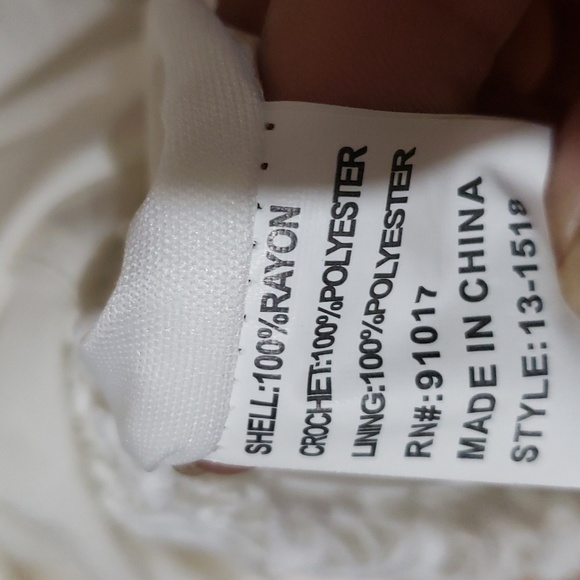 SHELL:100%RAYON
CROCHET:100%POLYESTER
LINING:100%POLYESTER
RN#:91017
MADE IN CHINA
STYLE:13-1518